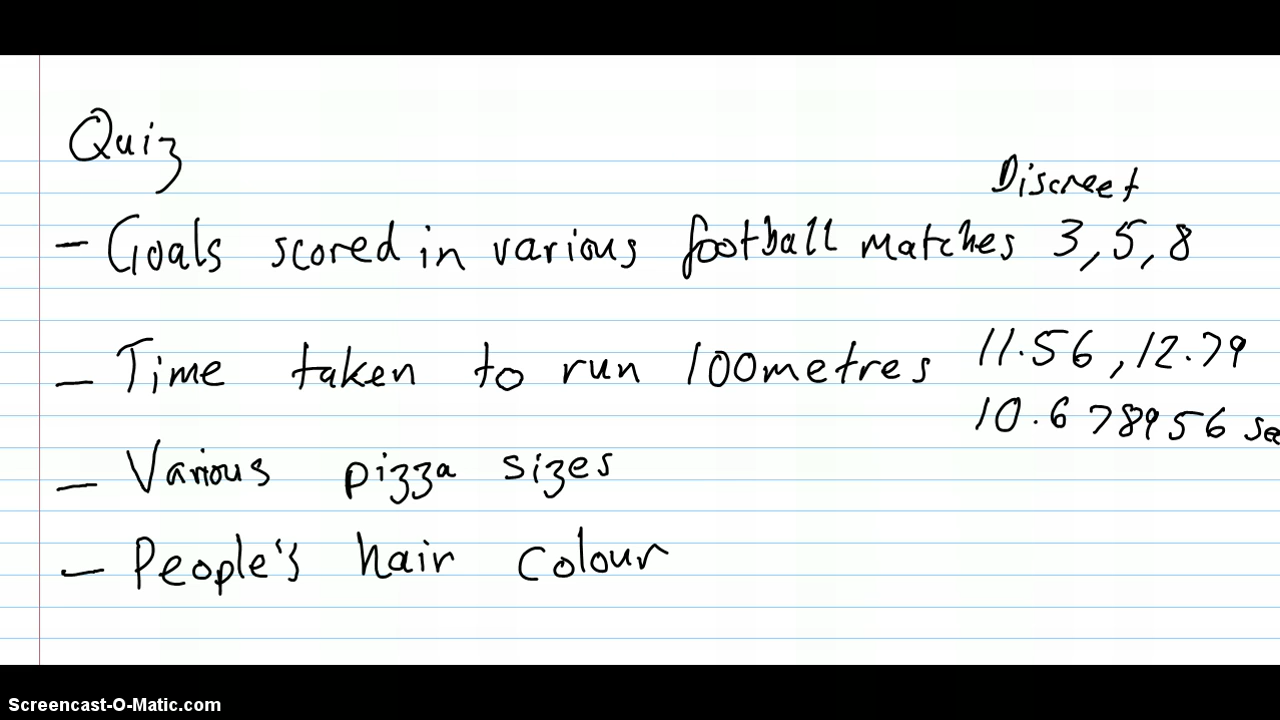 Quiz
Discreet
- Goals scored in various football matches 3, 5, 8
- Time taken to run 100metres 11.56, 12.79
10.678956 sec
- Various pizza sizes
- People's hair colour
Screencast-O-Matic.com